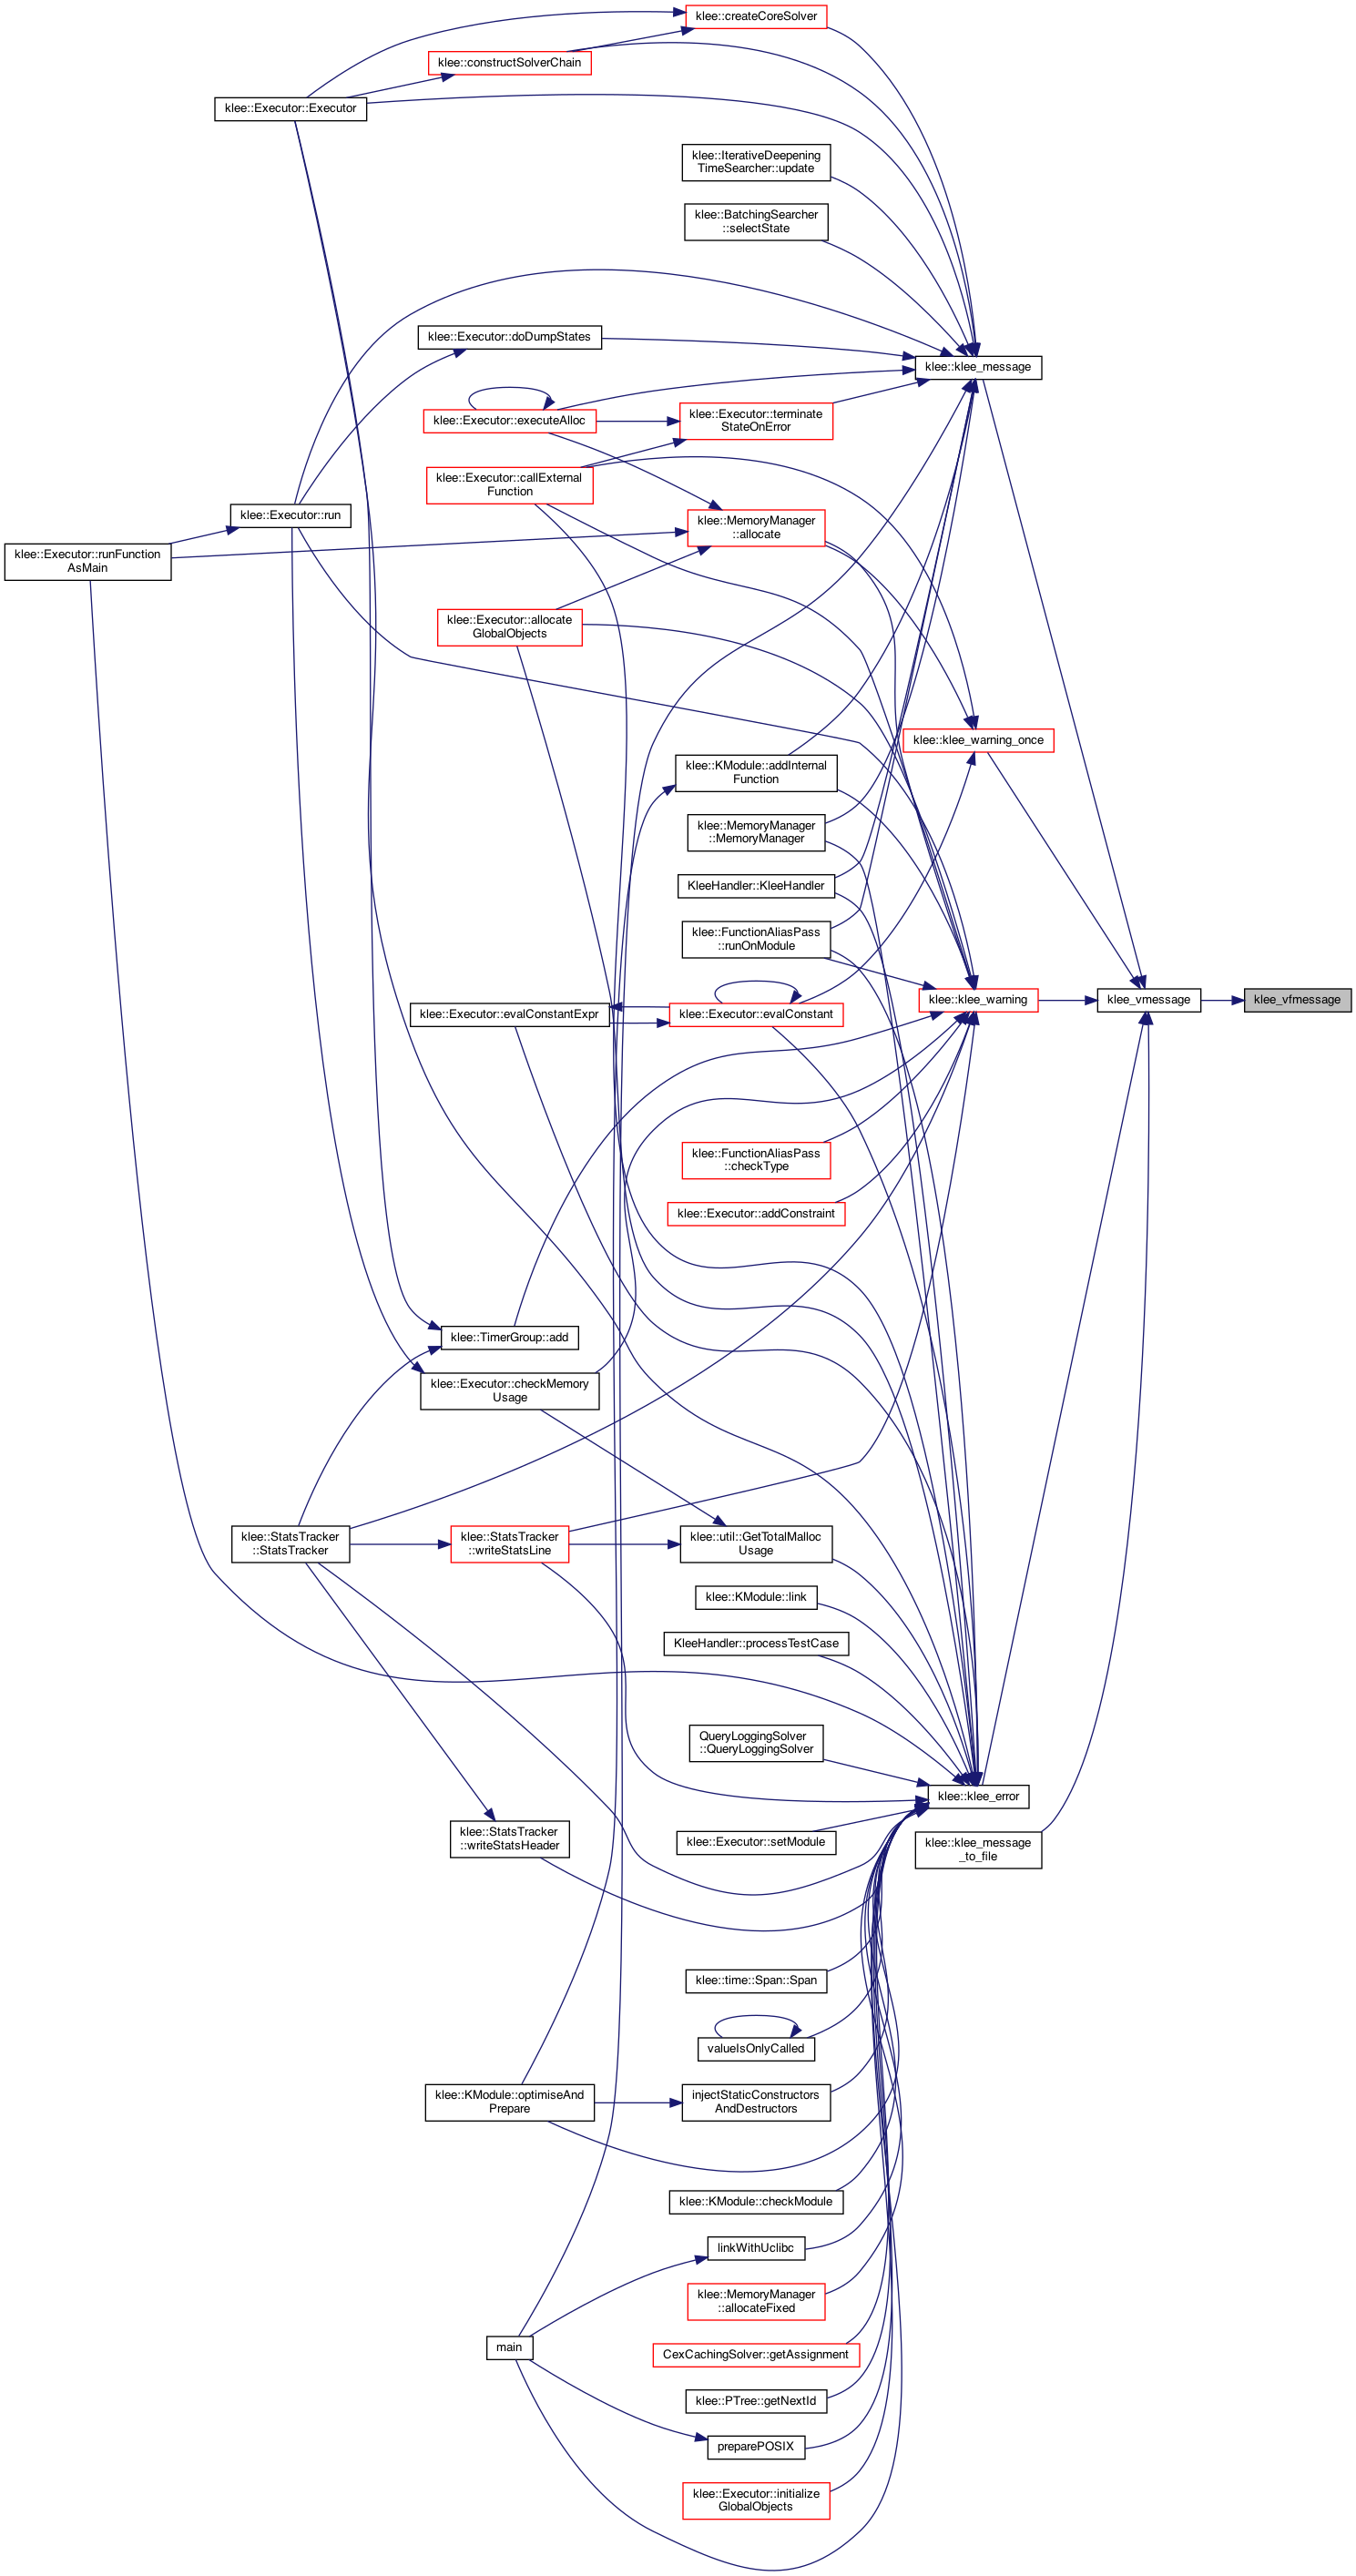 klee::createCoreSolver
klee::constructSolverChain
klee::Executor::Executor
klee::IterativeDeepening
TimeSearcher::update
klee::BatchingSearcher
::selectState
klee::Executor::doDumpStates
klee::klee_message
klee::Executor::executeAlloc
klee::Executor::terminate
StateOnError
klee::Executor::callExternal
Function
klee::Executor::run
klee::MemoryManager
::allocate
klee::Executor::runFunction
AsMain
klee::Executor::allocate
GlobalObjects
klee::klee_warning_once
klee::KModule::addInternal
Function
klee::MemoryManager
::MemoryManager
KleeHandler::KleeHandler
klee::FunctionAliasPass
::runOnModule
klee::Executor::evalConstantExpr
klee::Executor::evalConstant
klee::klee_warning
klee_vmessage
klee_vfmessage
klee::FunctionAliasPass
::checkType
klee::Executor::addConstraint
klee::TimerGroup::add
klee::Executor::checkMemory
Usage
klee::StatsTracker
::StatsTracker
klee::StatsTracker
::writeStatsLine
klee::util::GetTotalMalloc
Usage
klee::KModule::link
KleeHandler::processTestCase
QueryLoggingSolver
::QueryLoggingSolver
klee::klee_error
klee::StatsTracker
::writeStatsHeader
klee::Executor::setModule
klee::klee_message
_to_file
klee::time::Span::Span
valueIsOnlyCalled
klee::KModule::optimiseAnd
Prepare
injectStaticConstructors
AndDestructors
klee::KModule::checkModule
linkWithUclibc
klee::MemoryManager
::allocateFixed
main
CexCachingSolver::getAssignment
klee::PTree::getNextId
preparePOSIX
klee::Executor::initialize
GlobalObjects